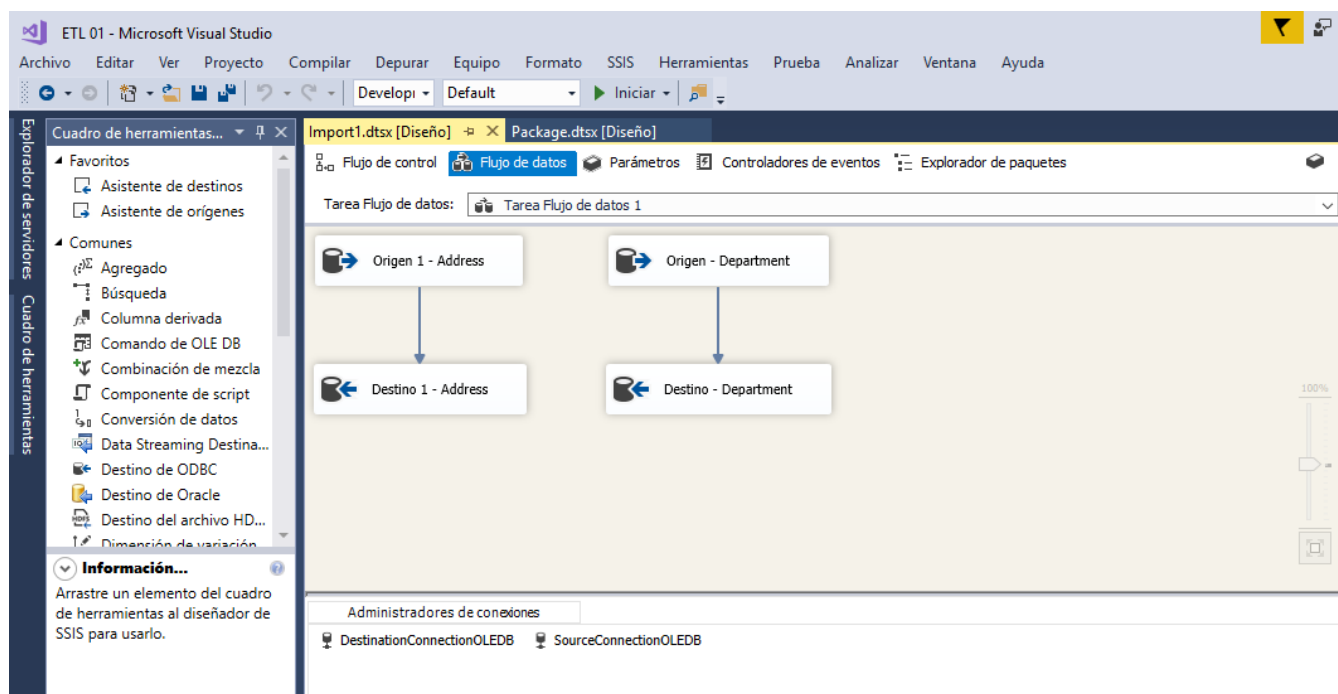 ETL 01 - Microsoft Visual Studio
Archivo Editar Ver Proyecto Compilar Depurar Equipo Formato SSIS Herramientas Prueba Analizar Ventana Ayuda
Developi Default Iniciar
Explorador de servidores
Cuadro de herramientas
Cuadro de herramientas...
Favoritos
Asistente de destinos
Asistente de orígenes
Comunes
Agregado
Búsqueda
Columna derivada
Comando de OLE DB
Combinación de mezcla
Componente de script
Conversión de datos
Data Streaming Destina...
Destino de ODBC
Destino de Oracle
Destino del archivo HD...
Dimensión de variación
Información...
Arrastre un elemento del cuadro
de herramientas al diseñador de
SSIS para usarlo.
Import1.dtsx [Diseño] Package.dtsx [Diseño]
Flujo de control Flujo de datos Parámetros Controladores de eventos Explorador de paquetes
Tarea Flujo de datos: Tarea Flujo de datos 1
Origen 1 - Address Origen - Department
Destino 1 - Address Destino - Department
100%
Administradores de conexiones
DestinationConnectionOLEDB SourceConnectionOLEDB